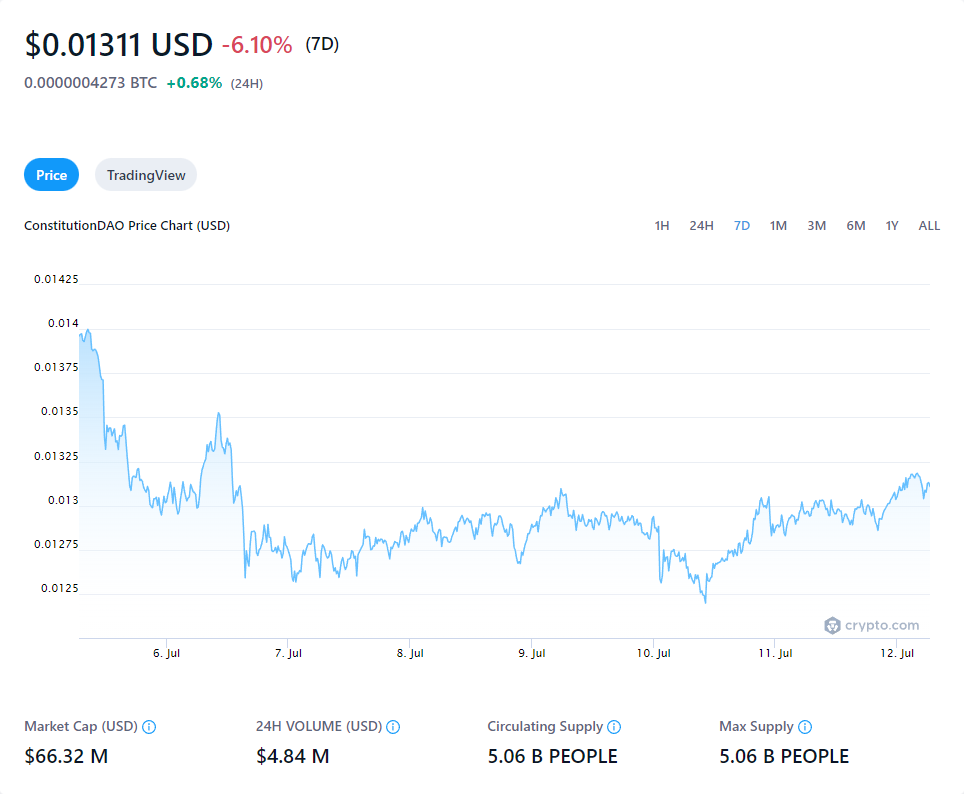 $0.01311 USD -6.10% (7D)
0.0000004273 BTC +0.68% (24H)
Price TradingView
ConstitutionDAO Price Chart (USD) 1H 24H 7D 1M 3M 6M 1Y ALL
0.01425
0.014
0.01375
0.0135
0.01325
0.013
0.01275
0.0125
crypto.com
6. Jul 7. Jul 8. Jul 9. Jul 10. Jul 11. Jul 12. Jul
Market Cap (USD) 24H VOLUME (USD) Circulating Supply Max Supply
$66.32 M $4.84 M 5.06 B PEOPLE 5.06 B PEOPLE